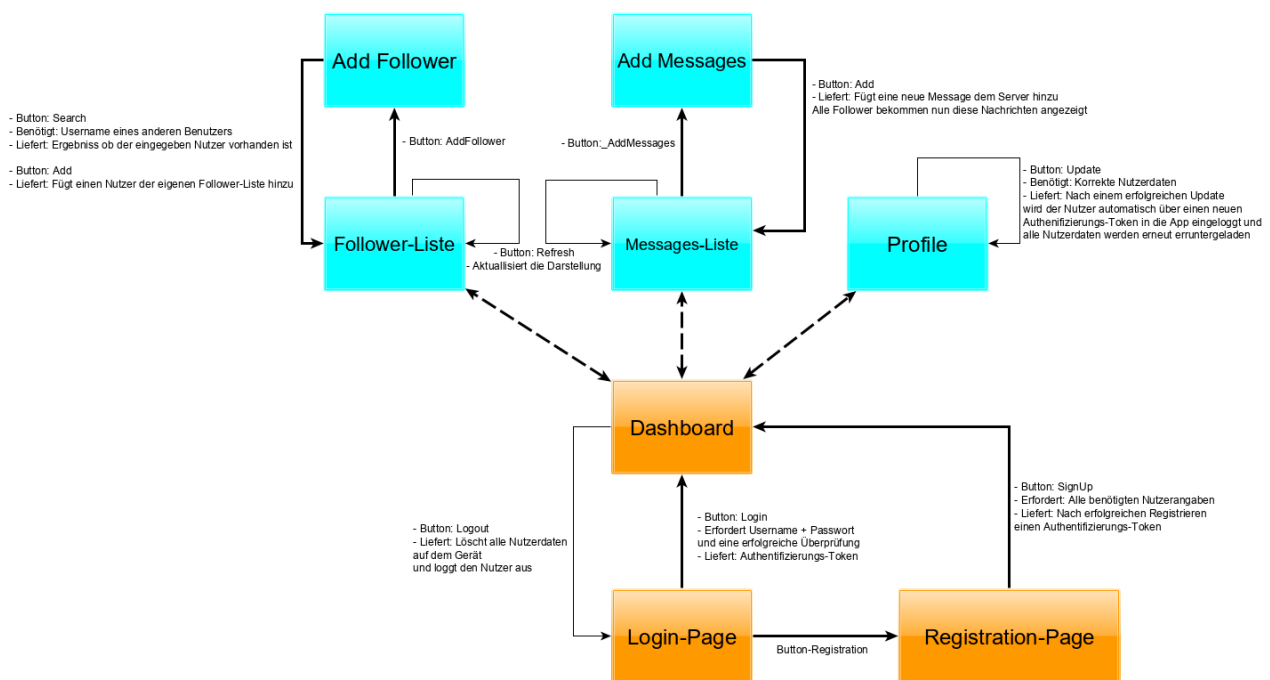 Add Follower
Add Messages
- Button: Add
- Liefert: Fügt eine neue Message dem Server hinzu
Alle Follower bekommen nun diese Nachrichten angezeigt
- Button: Search
- Benötigt: Username eines anderen Benutzers
- Liefert: Ergebniss ob der eingegeben Nutzer vorhanden ist
- Button: Add
- Liefert: Fügt einen Nutzer der eigenen Follower-Liste hinzu
- Button: AddFollower
- Button:_AddMessages
- Button: Update
- Benötigt: Korrekte Nutzerdaten
- Liefert: Nach einem erfolgreichen Update
wird der Nutzer automatisch über einen neuen
Authenifizierungs-Token in die App eingeloggt und
alle Nutzerdaten werden erneut erruntergeladen
Follower-Liste
Messages-Liste
Profile
- Button: Refresh
- Aktuallisiert die Darstellung
Dashboard
- Button: Logout
- Liefert: Löscht alle Nutzerdaten
auf dem Gerät
und loggt den Nutzer aus
- Button: Login
- Erfordert Username + Passwort
und eine erfolgreiche Überprüfung
- Liefert: Authentifizierungs-Token
- Button: SignUp
- Erfordert: Alle benötigten Nutzerangaben
- Liefert: Nach erfolgreichen Registrieren
einen Authentifizierungs-Token
Login-Page
Button-Registration
Registration-Page